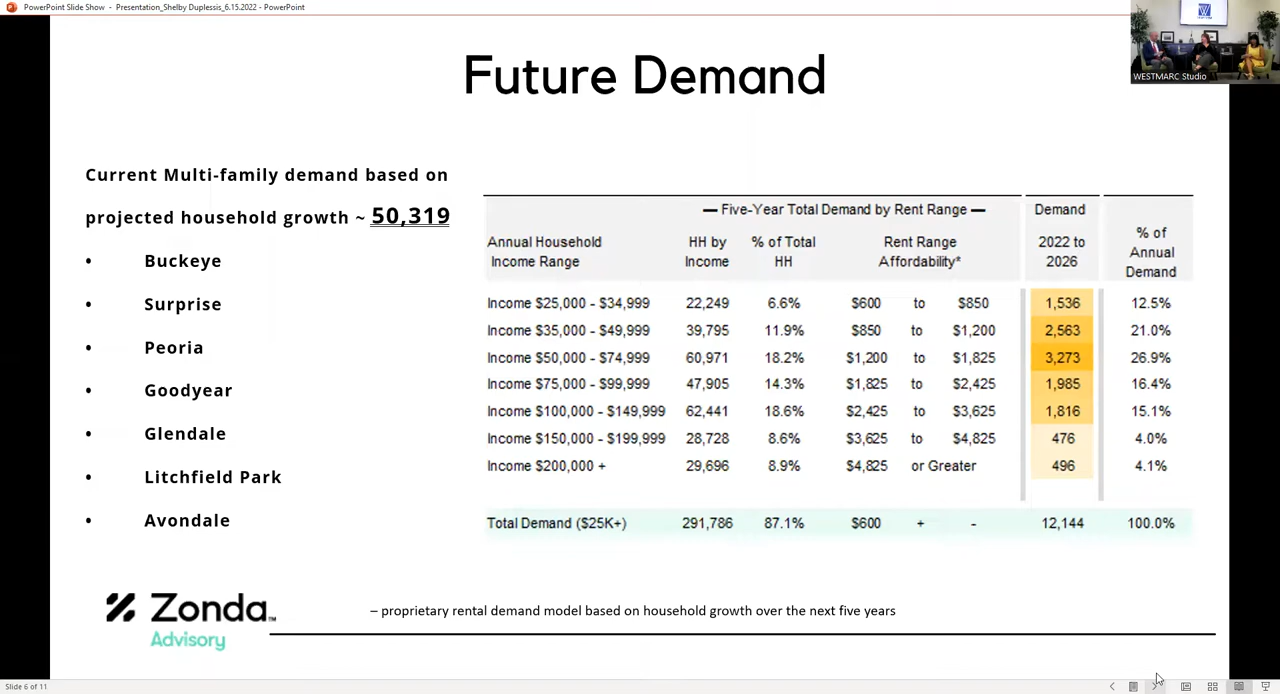 PowerPoint Slide Show - Presentation_Shelby Duplessis_6.15.2022 - PowerPoint
WESTMARC Studio
Future Demand
Current Multi-family demand based on
projected household growth ~ 50,319
• Buckeye
• Surprise
• Peoria
• Goodyear
• Glendale
• Litchfield Park
• Avondale
— Five-Year Total Demand by Rent Range — Demand
Annual Household Income Range HH by Income % of Total HH Rent Range Affordability* 2022 to 2026 % of Annual Demand
Income $25,000 - $34,999 22,249 6.6% $600 to $850 1,536 12.5%
Income $35,000 - $49,999 39,795 11.9% $850 to $1,200 2,563 21.0%
Income $50,000 - $74,999 60,971 18.2% $1,200 to $1,825 3,273 26.9%
Income $75,000 - $99,999 47,905 14.3% $1,825 to $2,425 1,985 16.4%
Income $100,000 - $149,999 62,441 18.6% $2,425 to $3,625 1,816 15.1%
Income $150,000 - $199,999 28,728 8.6% $3,625 to $4,825 476 4.0%
Income $200,000 + 29,696 8.9% $4,825 or Greater 496 4.1%
Total Demand ($25K+) 291,786 87.1% $600 + - 12,144 100.0%
Zonda™
Advisory
– proprietary rental demand model based on household growth over the next five years
Slide 6 of 11